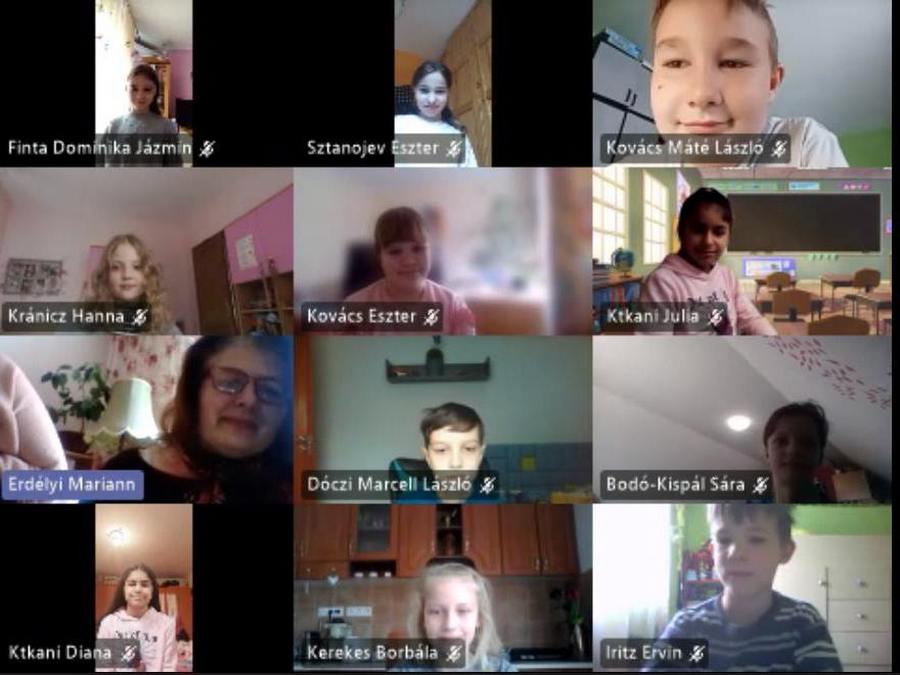 Finta Dominika Jázmin
Sztanojev Eszter
Kovács Máté László
Kránicz Hanna
Kovács Eszter
Ktkani Julia
Erdélyi Mariann
Dóczi Marcell László
Bodó-Kispál Sára
Ktkani Diana
Kerekes Borbála
Iritz Ervin